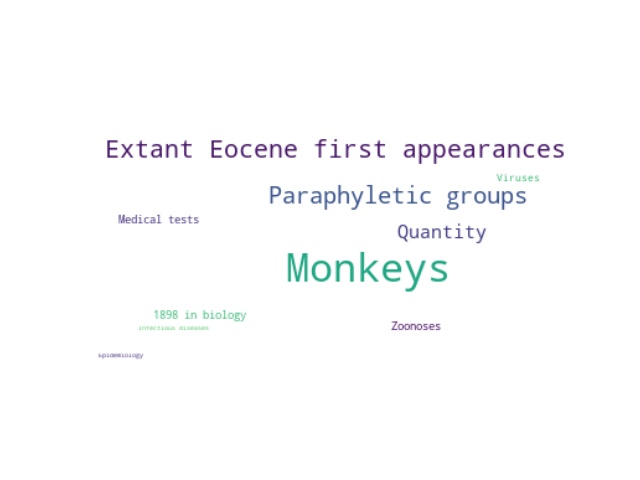 Extant Eocene first appearances
Viruses
Paraphyletic groups
Medical tests
Quantity
Monkeys
1898 in biology
Zoonoses
Infectious diseases
Epidemiology